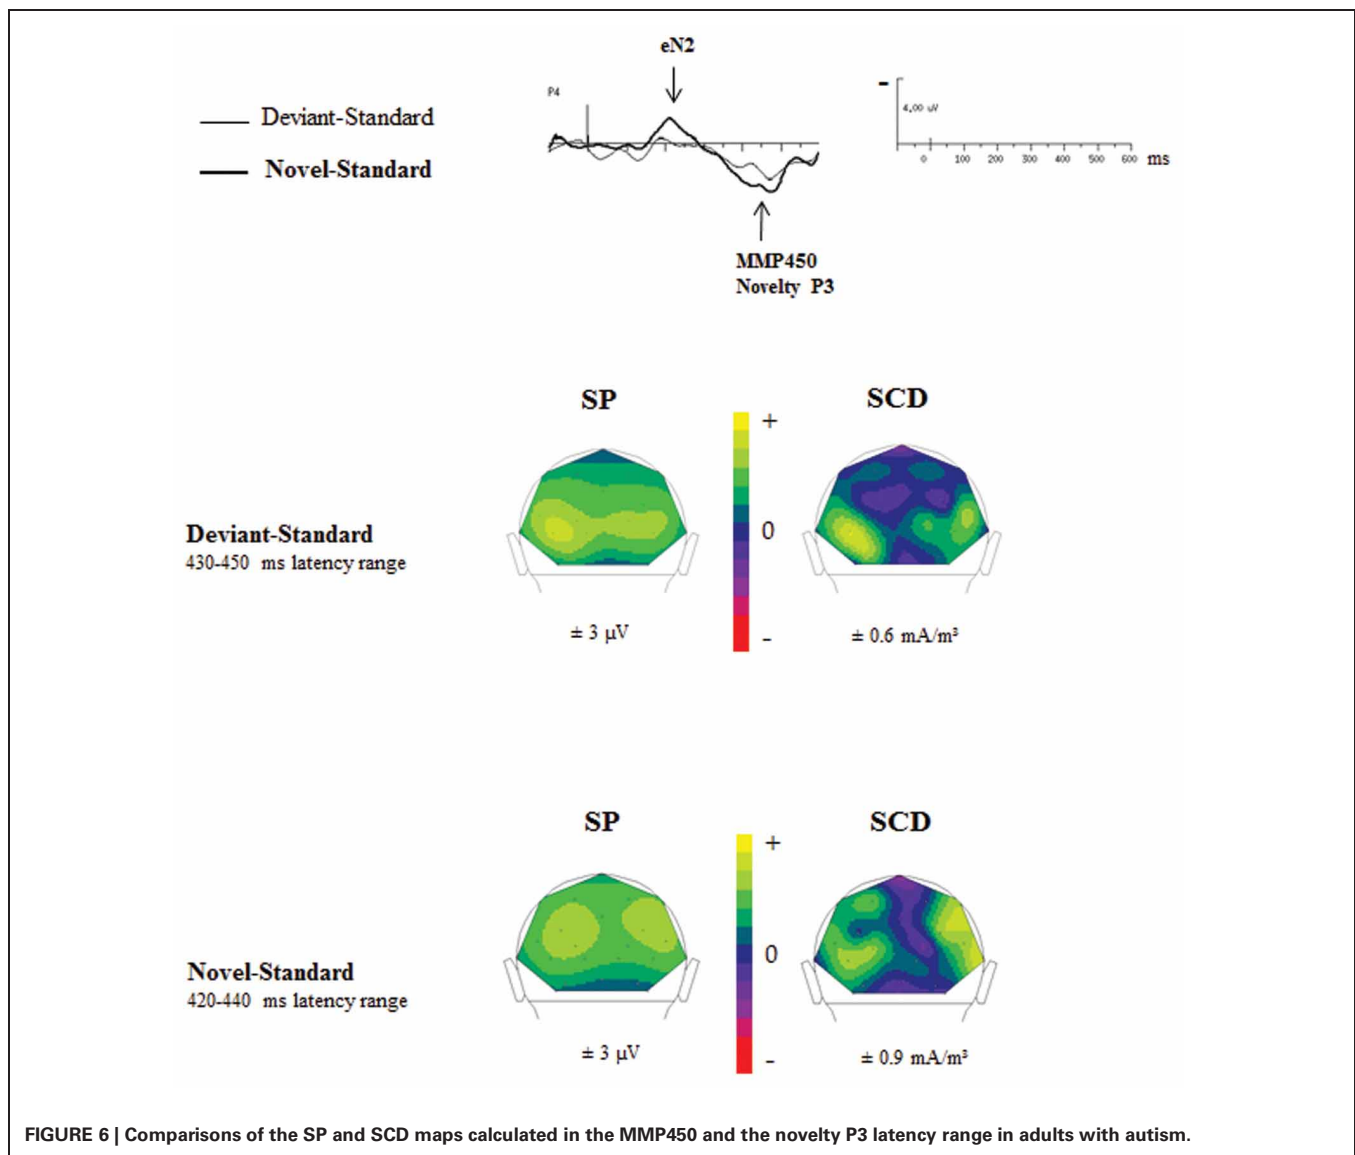 eN2
P4
Deviant-Standard
Novel-Standard
-
4.00 uV
0 100 200 300 400 500 600 ms
MMP450
Novelty P3
SP
SCD
+
0
-
Deviant-Standard
430-450 ms latency range
± 3 µV
± 0.6 mA/m³
SP
SCD
+
0
-
Novel-Standard
420-440 ms latency range
± 3 µV
± 0.9 mA/m³
FIGURE 6 | Comparisons of the SP and SCD maps calculated in the MMP450 and the novelty P3 latency range in adults with autism.